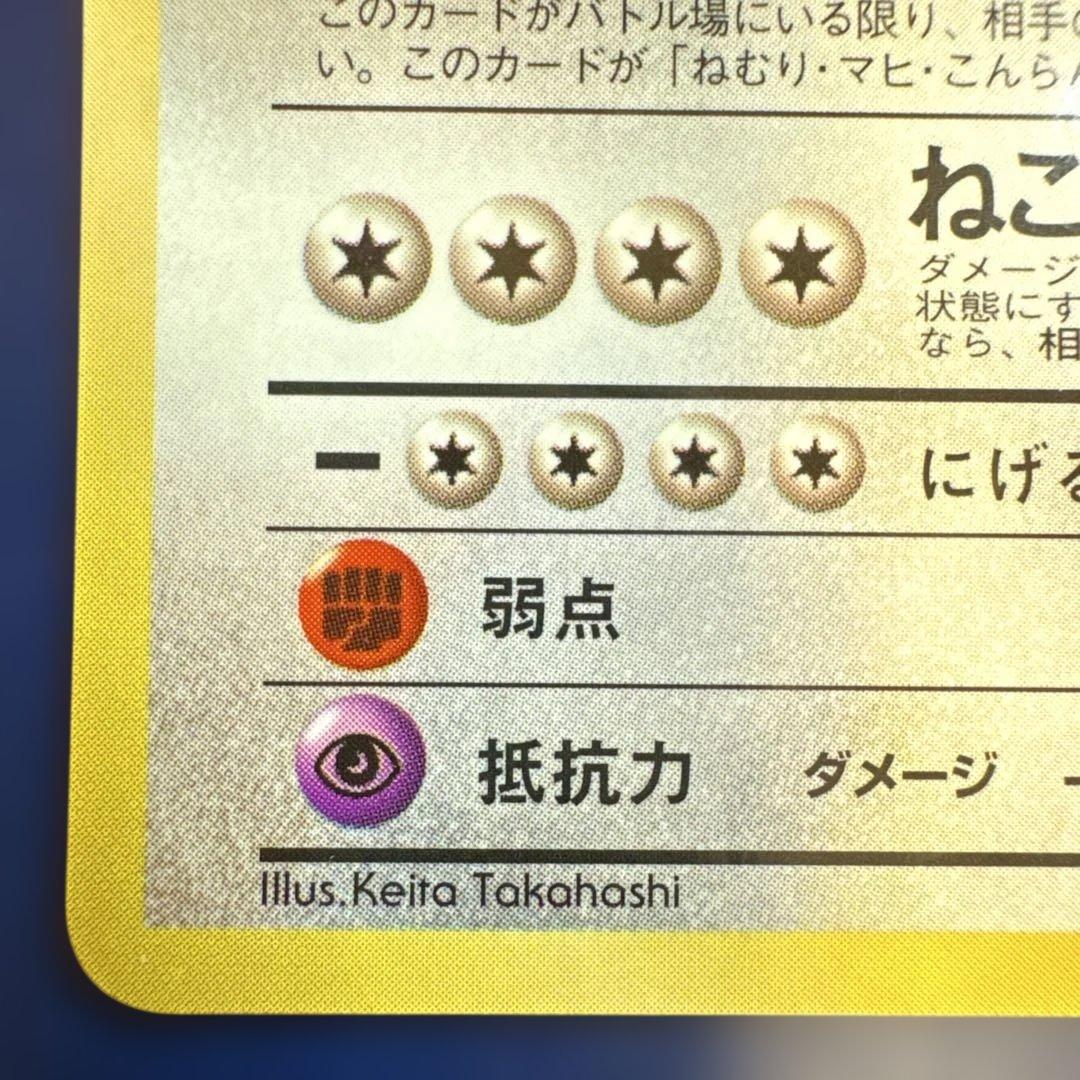 このカードがバトル場にいる限り、相手
い。このカードが「ねむり・マヒ・こんら
ねこ
ダメージ
状態にす
なら、相
にげる
弱点
抵抗力 ダメージ -
Illus.Keita Takahashi